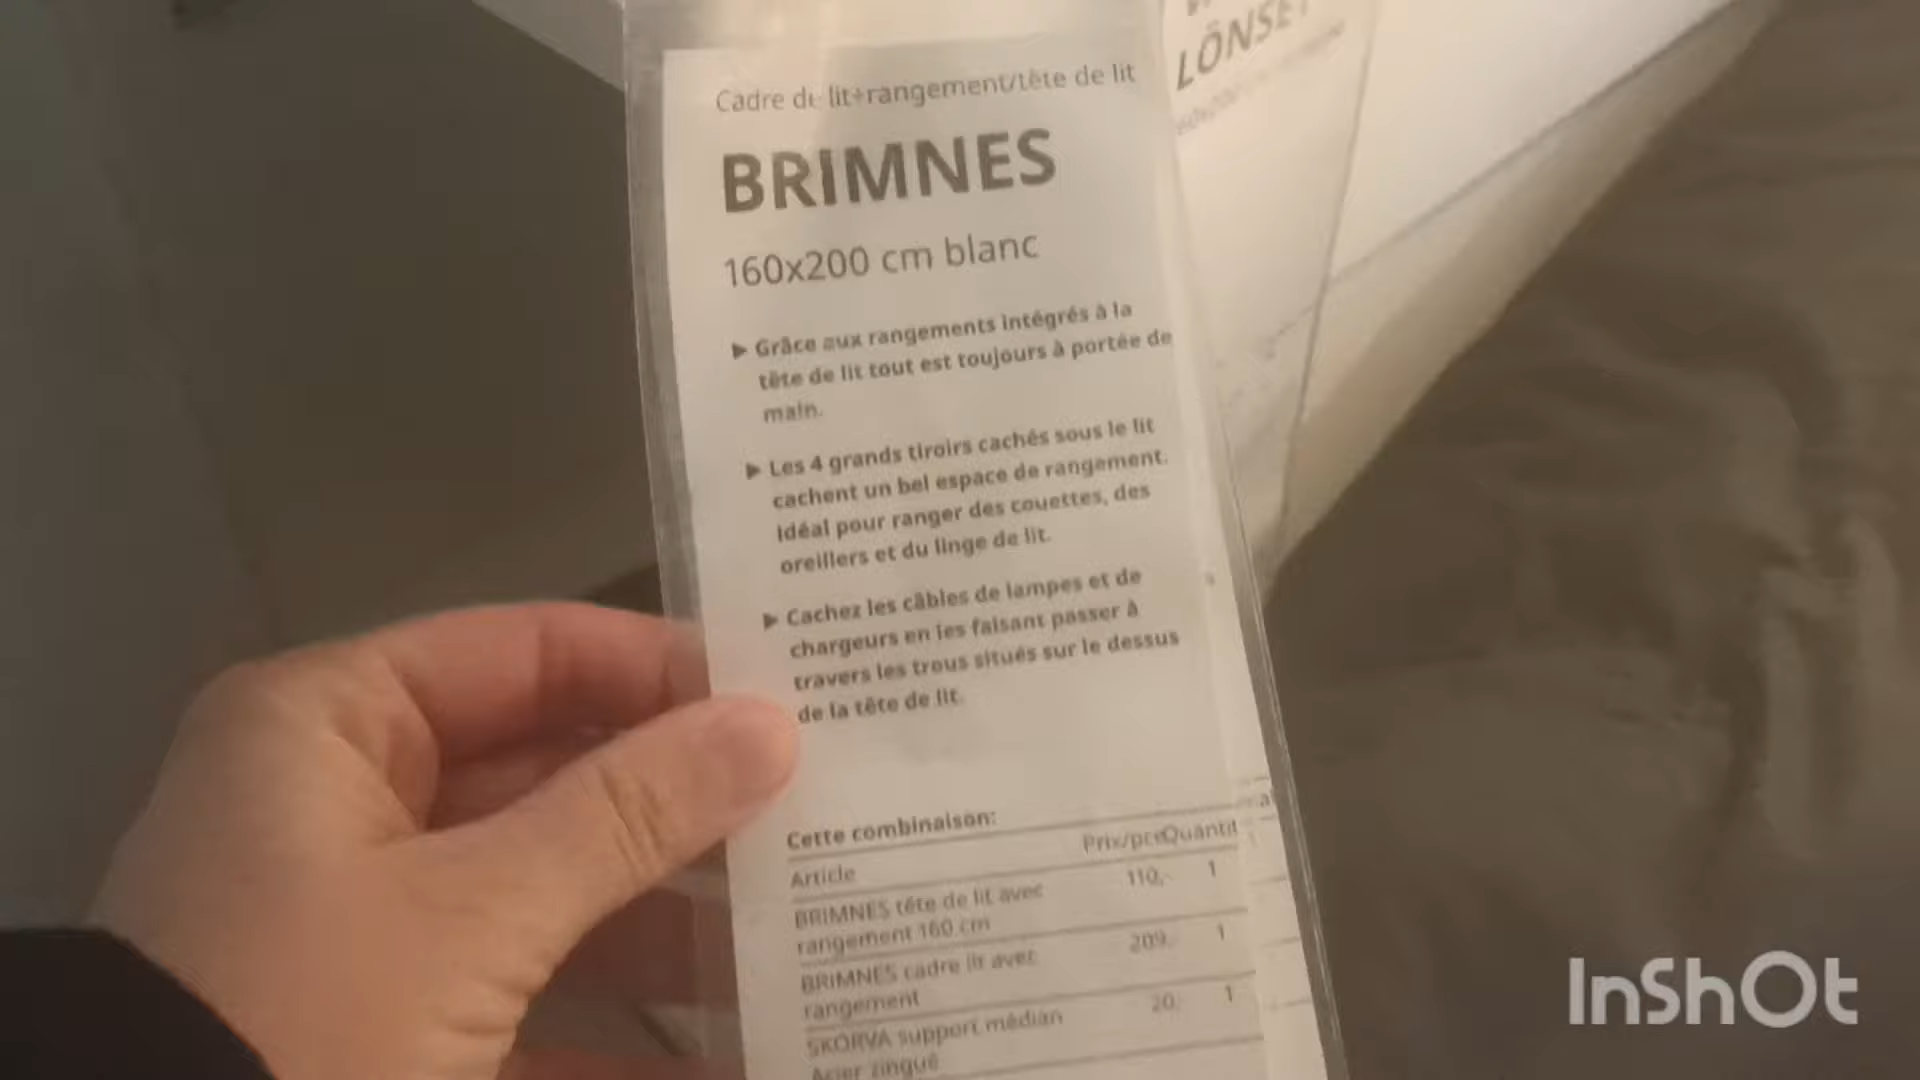 Cadre de lit+rangement/tête de lit
BRIMNES
160x200 cm blanc
▶ Grâce aux rangements intégrés à la
tête de lit tout est toujours à portée de
main.
▶ Les 4 grands tiroirs cachés sous le lit
cachent un bel espace de rangement.
Idéal pour ranger des couettes, des
oreillers et du linge de lit.
▶ Cachez les câbles de lampes et de
chargeurs en les faisant passer à
travers les trous situés sur le dessus
de la tête de lit.
Cette combinaison:
Article Prix/pce Quantit
BRIMNES tête de lit avec 110,- 1
rangement 160 cm
BRIMNES cadre lit avec 209,- 1
rangement
SKORVA support médian 20,- 1
Acier zingué
LÖNSET
InShOt